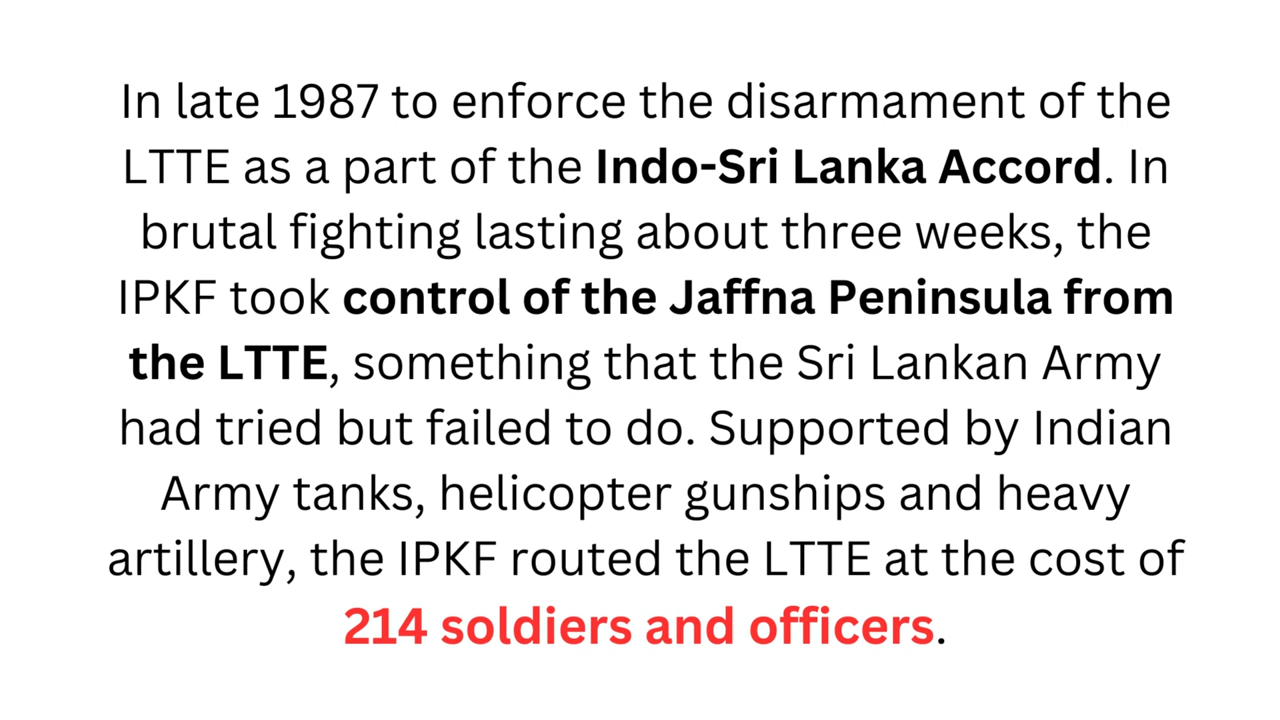 In late 1987 to enforce the disarmament of the
LTTE as a part of the Indo-Sri Lanka Accord. In
brutal fighting lasting about three weeks, the
IPKF took control of the Jaffna Peninsula from
the LTTE, something that the Sri Lankan Army
had tried but failed to do. Supported by Indian
Army tanks, helicopter gunships and heavy
artillery, the IPKF routed the LTTE at the cost of
214 soldiers and officers.